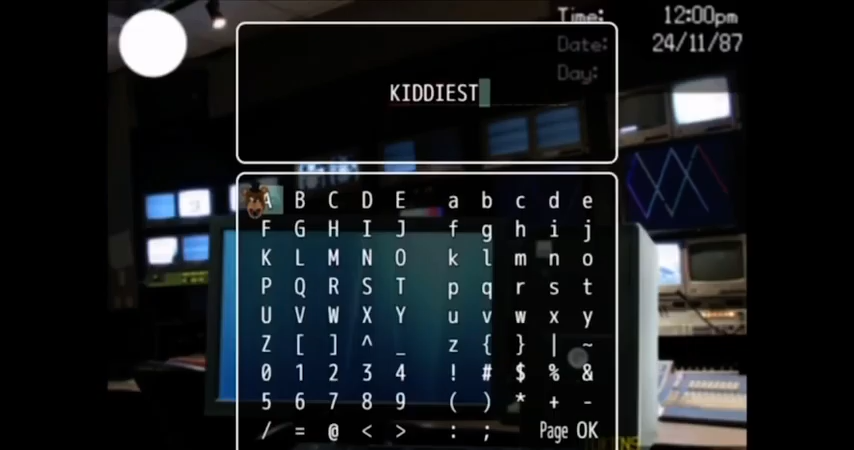 Time: 12:00pm
Date: 24/11/87
Day:
KIDDIEST
A B C D E a b c d e
F G H I J f g h i j
K L M N O k l m n o
P Q R S T p q r s t
U V W X Y u v w x y
Z [ ] ^ _ z { } | ~
0 1 2 3 4 ! # $ % &
5 6 7 8 9 ( ) * + -
/ = @ < > : ; Page OK